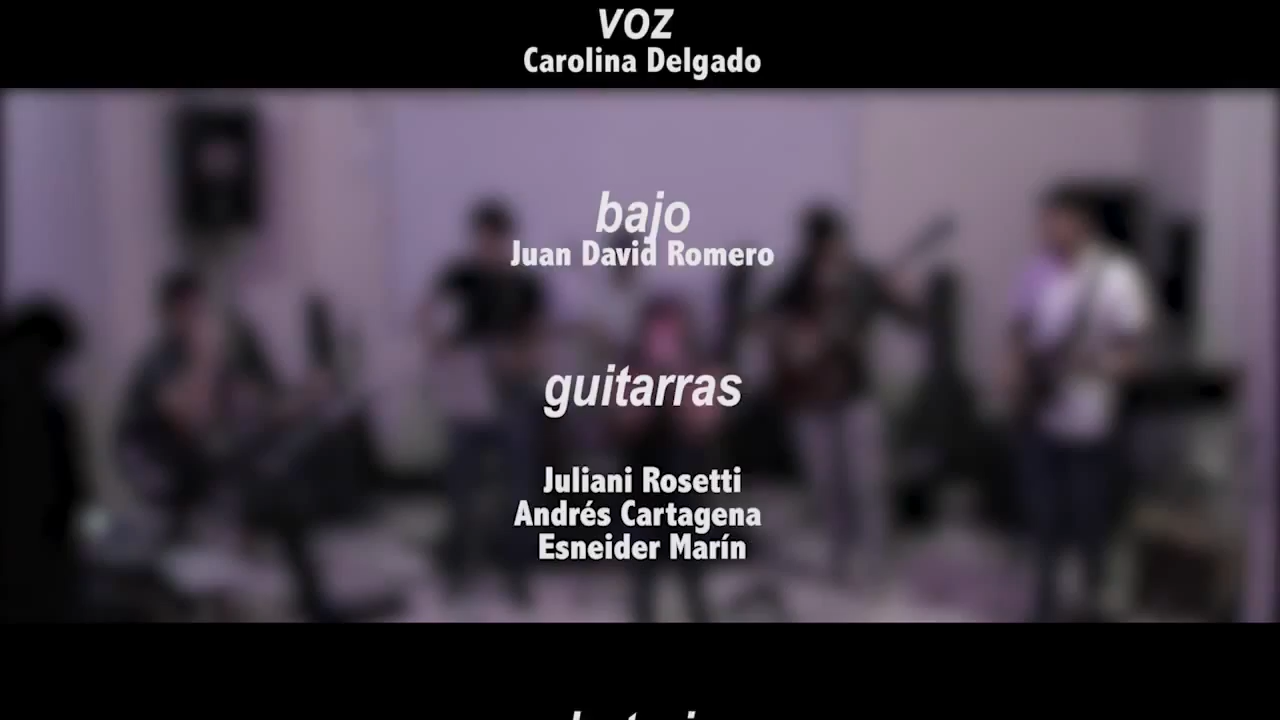 voz
Carolina Delgado
bajo
Juan David Romero
guitarras
Juliani Rosetti
Andrés Cartagena
Esneider Marín